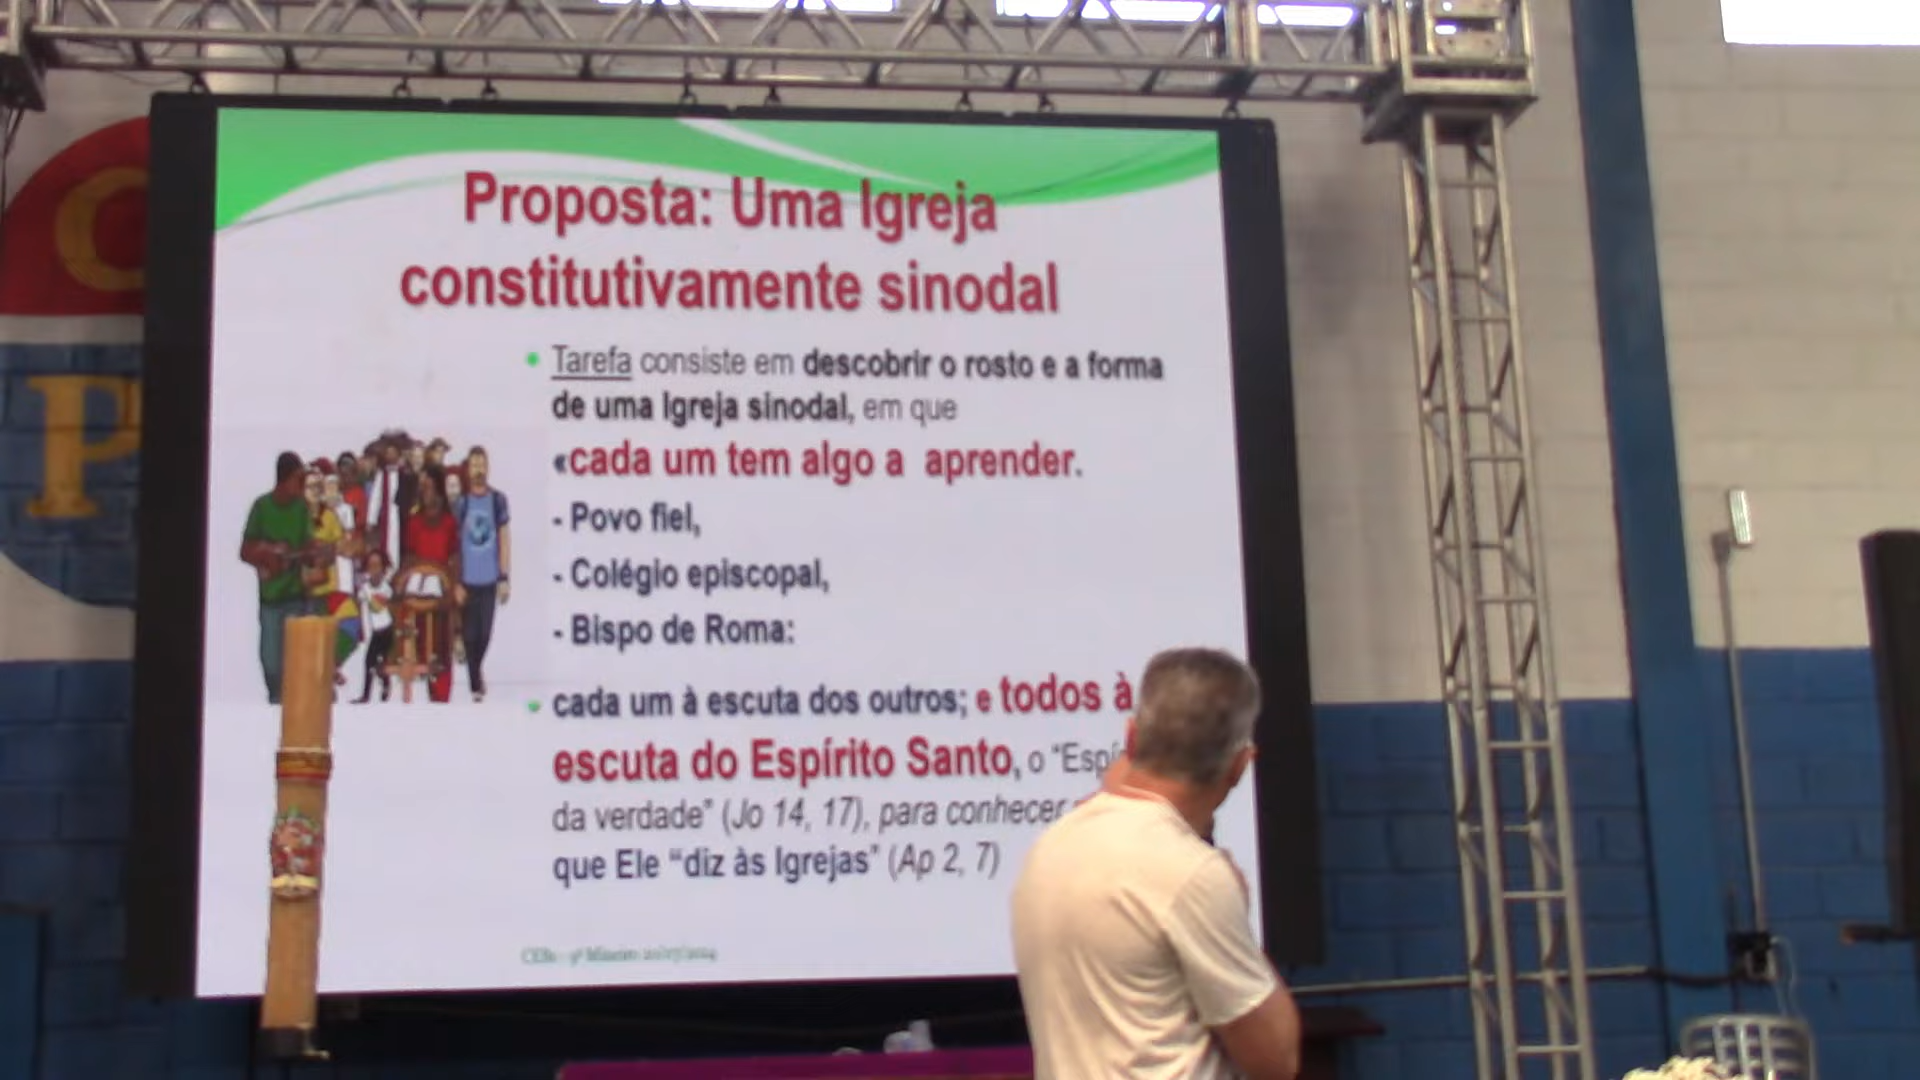 Proposta: Uma Igreja
constitutivamente sinodal
Tarefa consiste em descobrir o rosto e a forma
de uma Igreja sinodal, em que
«cada um tem algo a aprender.
- Povo fiel,
- Colégio episcopal,
- Bispo de Roma:
cada um à escuta dos outros; e todos à
escuta do Espírito Santo, o "Espí
da verdade" (Jo 14, 17), para conhecer
que Ele "diz às Igrejas" (Ap 2, 7)
C
P